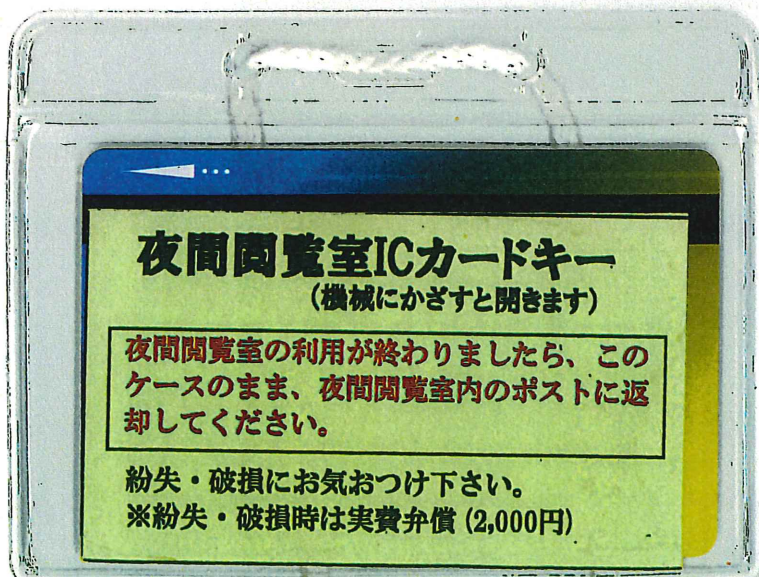 夜間閲覧室ICカードキー
(機械にかざすと開きます)
夜間閲覧室の利用が終わりましたら、この
ケースのまま、夜間閲覧室内のポストに返
却してください。
紛失・破損にお気おつけ下さい。
※紛失・破損時は実費弁償(2,000円)